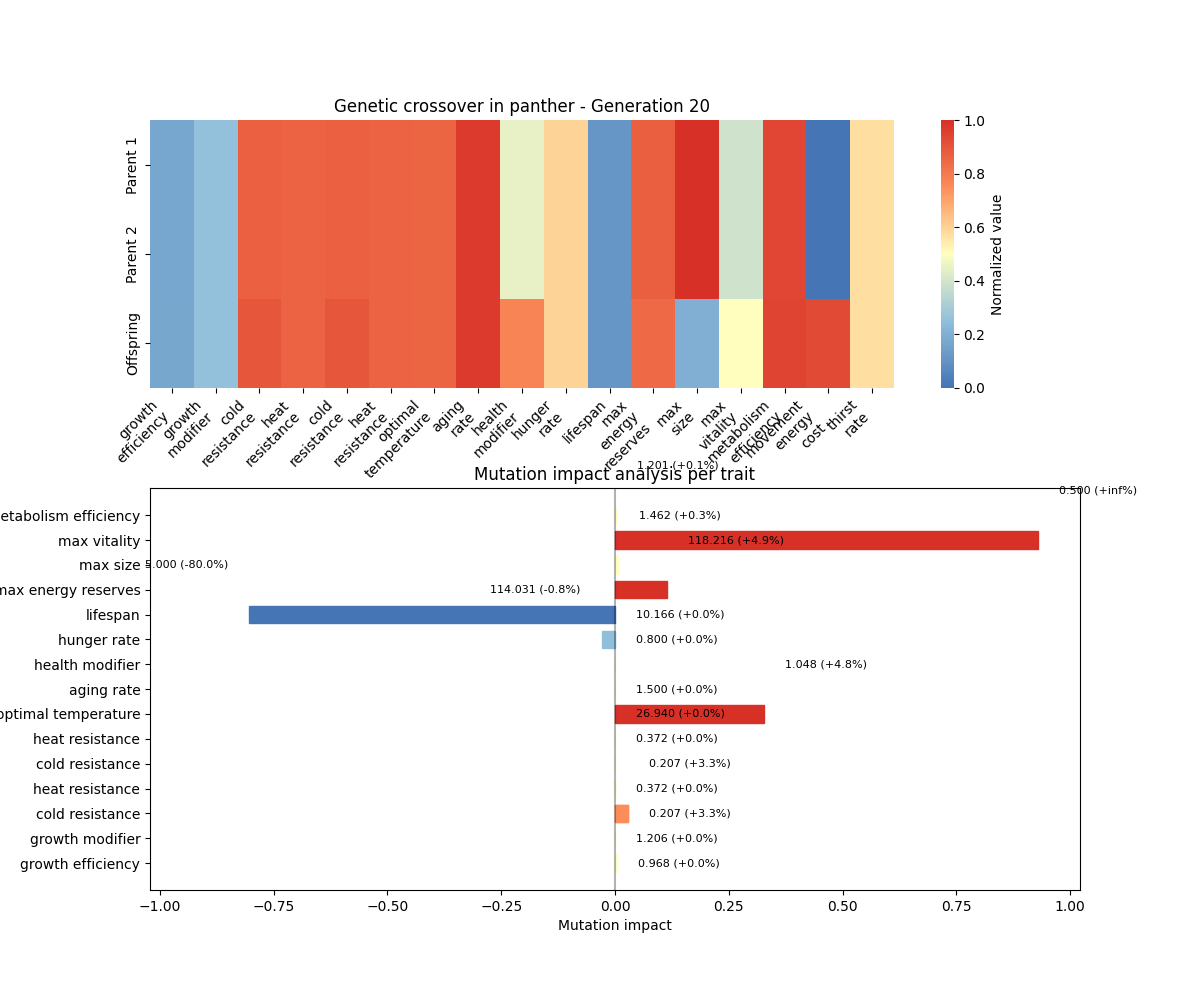 Genetic crossover in panther - Generation 20
Parent 1
Parent 2
Offspring
growth
efficiency
growth
modifier
cold
resistance
heat
resistance
cold
resistance
heat
resistance
optimal
temperature
aging
rate
health
modifier
hunger
rate
lifespan
max
energy
reserves
max
size
max
vitality
metabolism
efficiency
movement
energy
cost
thirst
rate
1.0
0.8
0.6
0.4
0.2
0.0
Normalized value
1.201 (+0.1%)
Mutation impact analysis per trait
0.500 (+inf%)
etabolism efficiency
1.462 (+0.3%)
max vitality
118.216 (+4.9%)
max size
5.000 (-80.0%)
max energy reserves
114.031 (-0.8%)
lifespan
10.166 (+0.0%)
hunger rate
0.800 (+0.0%)
health modifier
1.048 (+4.8%)
aging rate
1.500 (+0.0%)
optimal temperature
26.940 (+0.0%)
heat resistance
0.372 (+0.0%)
cold resistance
0.207 (+3.3%)
heat resistance
0.372 (+0.0%)
cold resistance
0.207 (+3.3%)
growth modifier
1.206 (+0.0%)
growth efficiency
0.968 (+0.0%)
−1.00
−0.75
−0.50
−0.25
0.00
0.25
0.50
0.75
1.00
Mutation impact